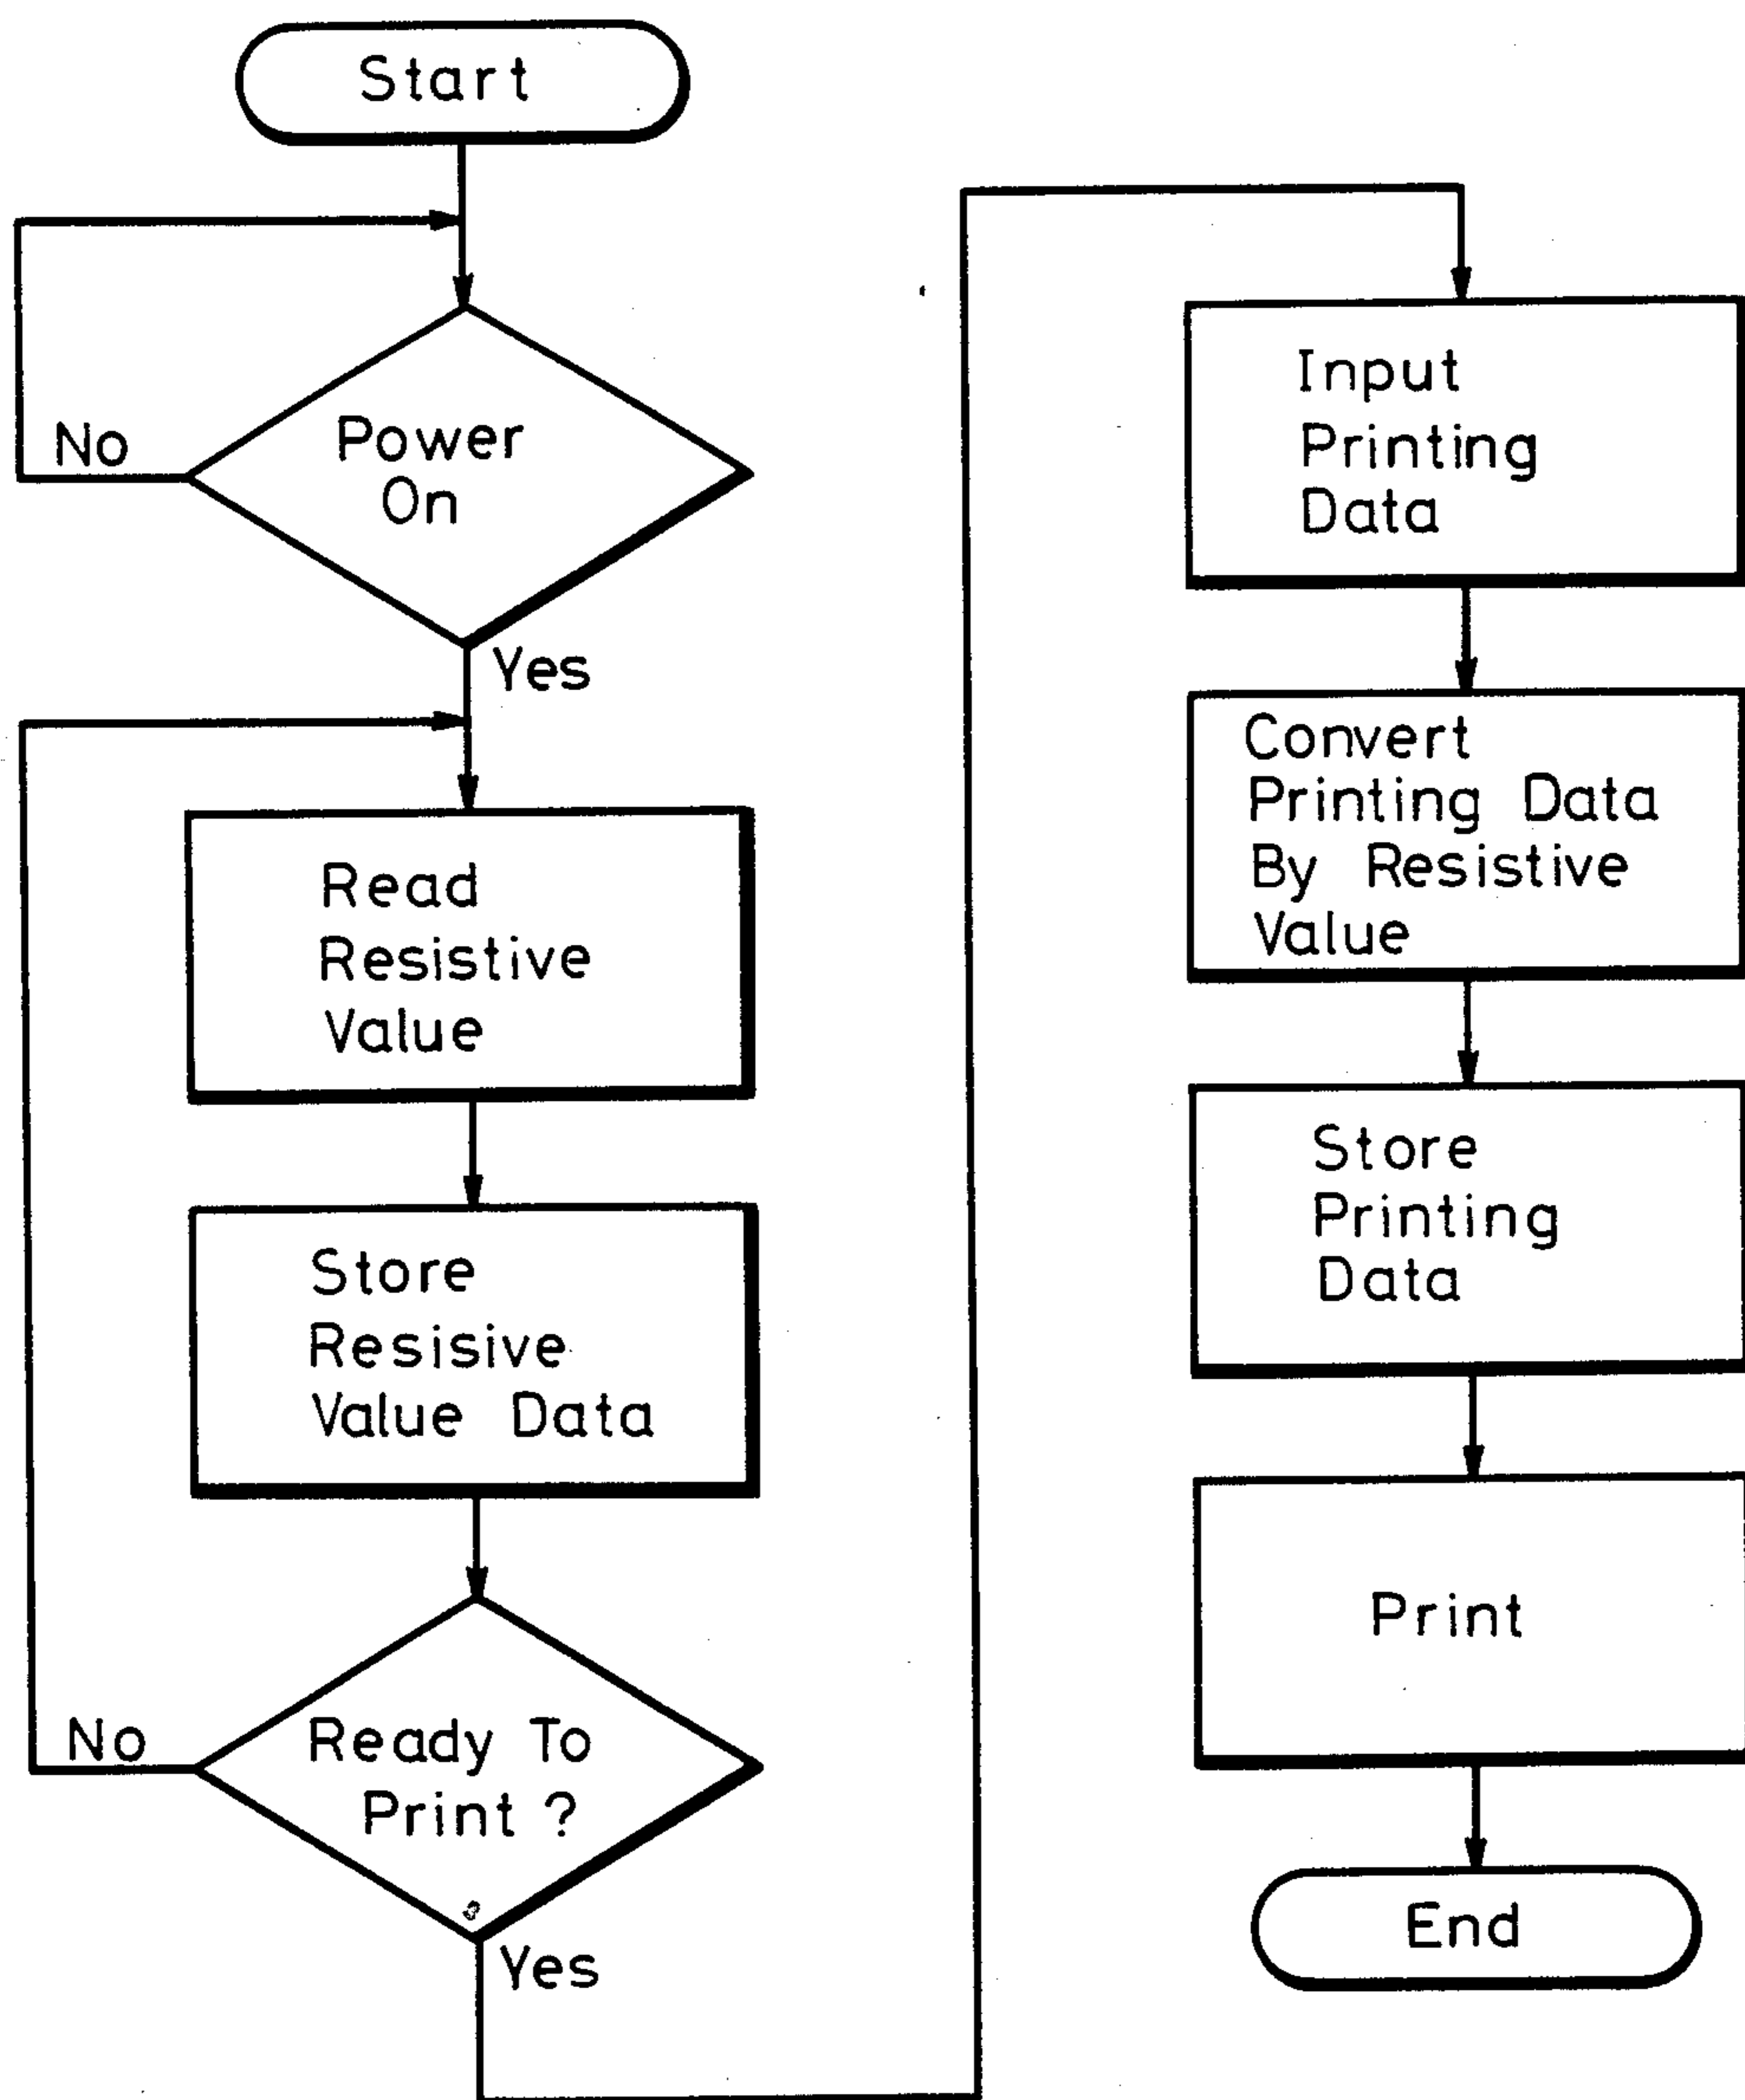 Start
No
Power
On
Yes
Read
Resistive
Value
Store
Resisive
Value Data
No
Ready To
Print ?
Yes
Input
Printing
Data
Convert
Printing Data
By Resistive
Value
Store
Printing
Data
Print
End